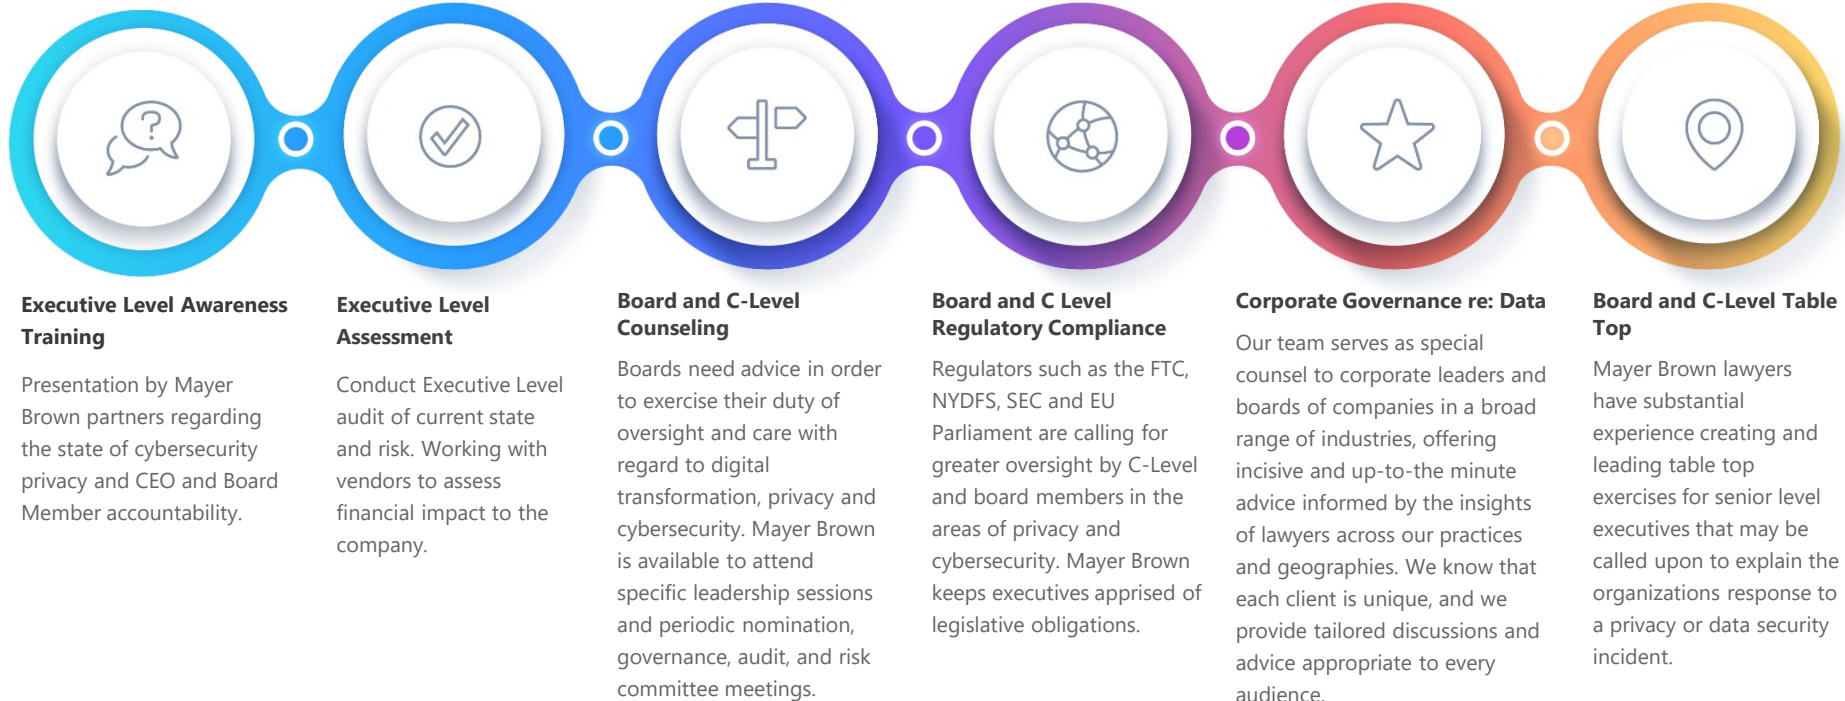 Executive Level Awareness
Training
Presentation by Mayer
Brown partners regarding
the state of cybersecurity
privacy and CEO and Board
Member accountability.
Executive Level
Assessment
Conduct Executive Level
audit of current state
and risk. Working with
vendors to assess
financial impact to the
company.
Board and C-Level
Counseling
Boards need advice in order
to exercise their duty of
oversight and care with
regard to digital
transformation, privacy and
cybersecurity. Mayer Brown
is available to attend
specific leadership sessions
and periodic nomination,
governance, audit, and risk
committee meetings.
Board and C Level
Regulatory Compliance
Regulators such as the FTC,
NYDFS, SEC and EU
Parliament are calling for
greater oversight by C-Level
and board members in the
areas of privacy and
cybersecurity. Mayer Brown
keeps executives apprised of
legislative obligations.
Corporate Governance re: Data
Our team serves as special
counsel to corporate leaders and
boards of companies in a broad
range of industries, offering
incisive and up-to-the minute
advice informed by the insights
of lawyers across our practices
and geographies. We know that
each client is unique, and we
provide tailored discussions and
advice appropriate to every
audience.
Board and C-Level Table
Top
Mayer Brown lawyers
have substantial
experience creating and
leading table top
exercises for senior level
executives that may be
called upon to explain the
organizations response to
a privacy or data security
incident.